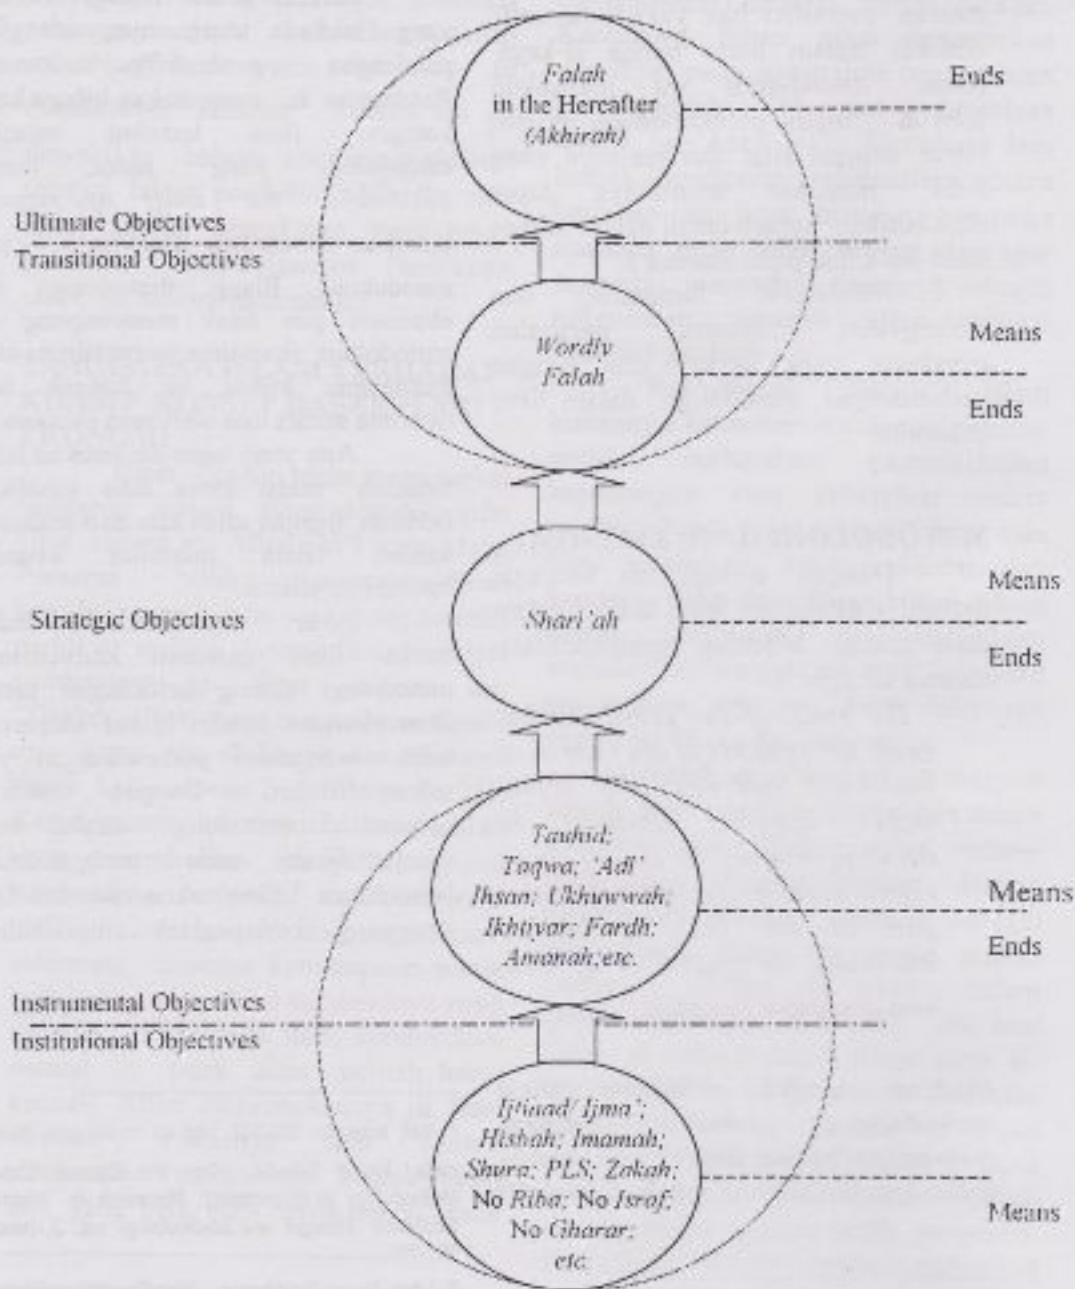 Falah
in the Hereafter
(Akhirah)
Ends
Ultimate Objectives
Transitional Objectives
Wordly
Falah
Means
Ends
Strategic Objectives
Shari'ah
Means
Ends
Tauhid;
Taqwa; 'Adl'
Ihsan; Ukhuwwah;
Ikhtiyar; Fardh;
Amanah;etc.
Means
Ends
Instrumental Objectives
Institutional Objectives
Ijtihad/ Ijma';
Hisbah; Imamah;
Shura; PLS; Zakah;
No Riba; No Israf;
No Gharar;
etc.
Means